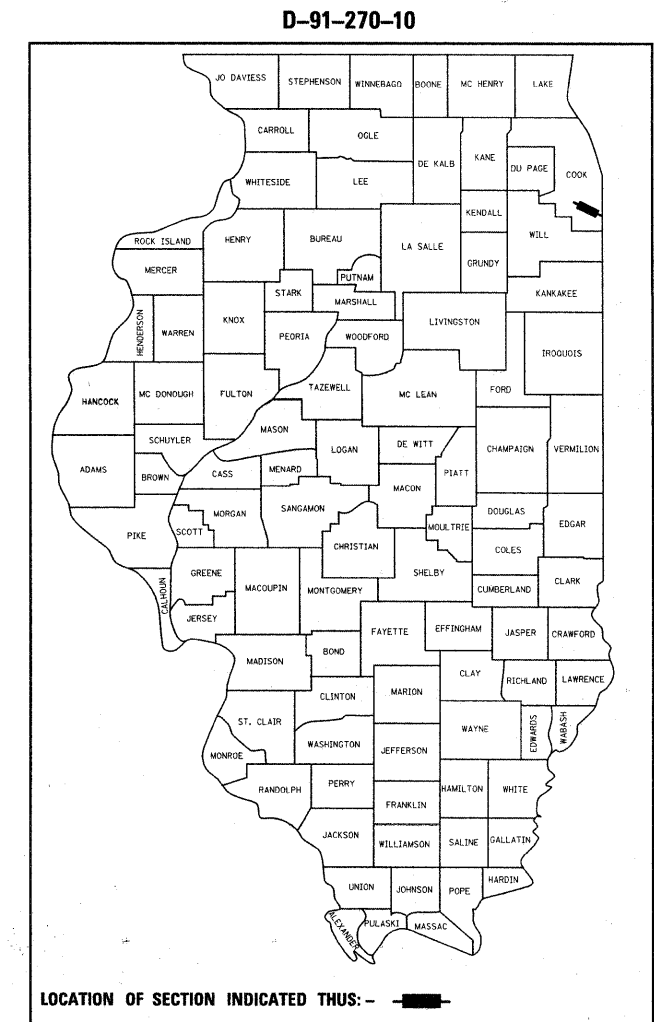 D-91-270-10
JO DAVIESS
STEPHENSON
WINNEBAGO
BOONE
MC HENRY
LAKE
CARROLL
OGLE
DE KALB
KANE
DU PAGE
COOK
WHITESIDE
LEE
KENDALL
WILL
ROCK ISLAND
HENRY
BUREAU
LA SALLE
GRUNDY
MERCER
PUTNAM
KANKAKEE
STARK
MARSHALL
HENDERSON
WARREN
KNOX
PEORIA
WOODFORD
LIVINGSTON
IROQUOIS
HANCOCK
MC DONOUGH
FULTON
TAZEWELL
MC LEAN
FORD
MASON
SCHUYLER
LOGAN
DE WITT
CHAMPAIGN
VERMILION
ADAMS
BROWN
CASS
MENARD
PIATT
MACON
PIKE
SCOTT
MORGAN
SANGAMON
DOUGLAS
EDGAR
MOULTRIE
CHRISTIAN
COLES
CALHOUN
GREENE
MACOUPIN
MONTGOMERY
SHELBY
CUMBERLAND
CLARK
JERSEY
FAYETTE
EFFINGHAM
JASPER
CRAWFORD
MADISON
BOND
CLAY
RICHLAND
LAWRENCE
CLINTON
MARION
ST. CLAIR
WAYNE
EDWARDS
WABASH
MONROE
WASHINGTON
JEFFERSON
RANDOLPH
PERRY
HAMILTON
WHITE
FRANKLIN
JACKSON
WILLIAMSON
SALINE
GALLATIN
UNION
JOHNSON
POPE
HARDIN
ALEXANDER
PULASKI
MASSAC
LOCATION OF SECTION INDICATED THUS: -